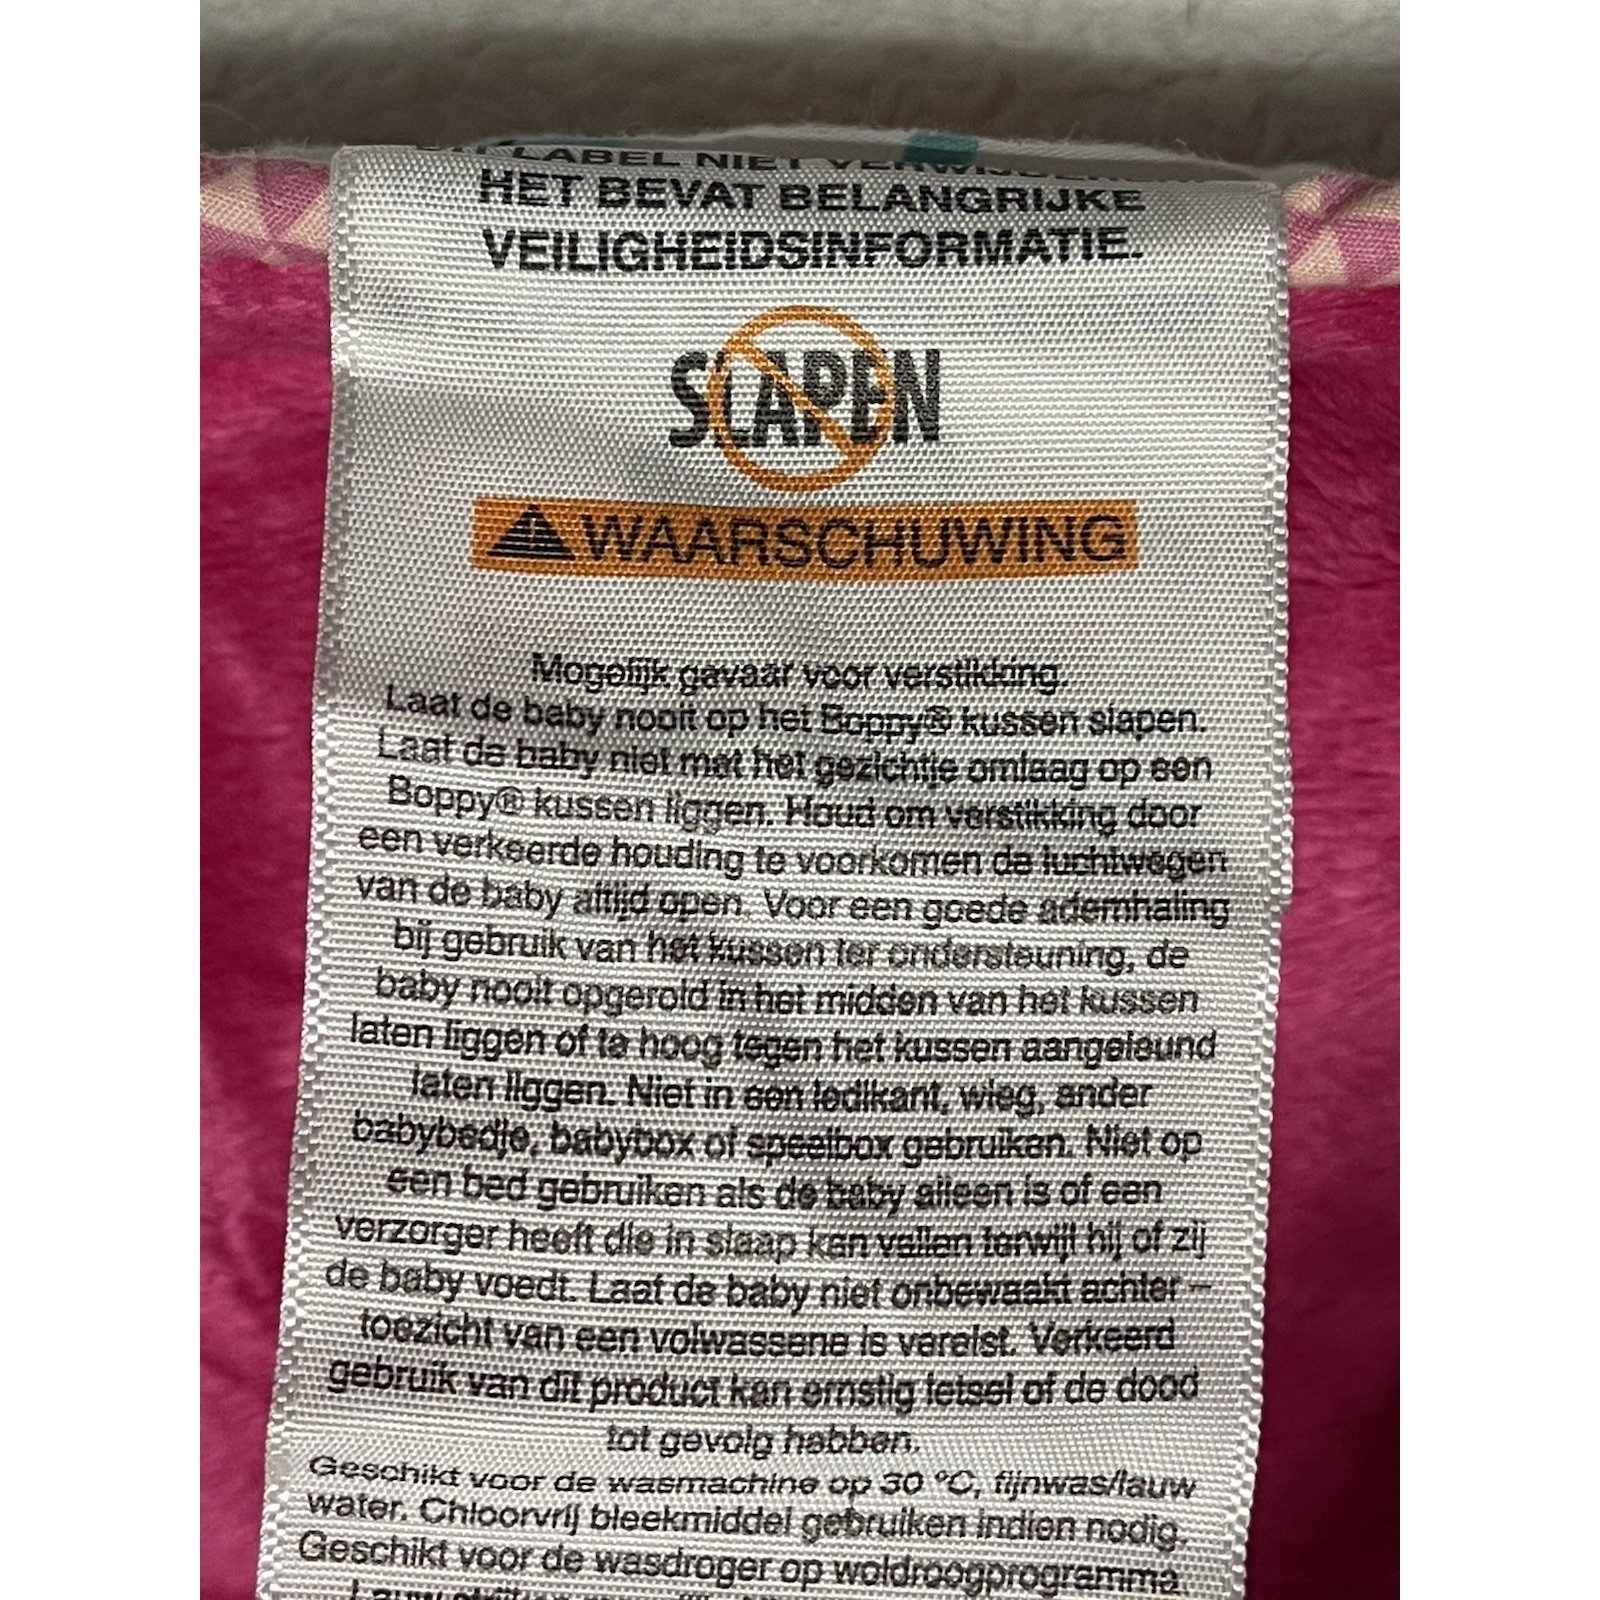 DIT LABEL NIET VERWIJDEREN.
HET BEVAT BELANGRIJKE
VEILIGHEIDSINFORMATIE.
SLAPEN
WAARSCHUWING
Mogelijk gevaar voor verstikking.
Laat de baby nooit op het Boppy® kussen slapen.
Laat de baby niet met het gezichtje omlaag op een
Boppy® kussen liggen. Houd om verstikking door
een verkeerde houding te voorkomen de luchtwegen
van de baby altijd open. Voor een goede ademhaling
bij gebruik van het kussen ter ondersteuning, de
baby nooit opgerold in het midden van het kussen
laten liggen of te hoog tegen het kussen aangeleund
laten liggen. Niet in een ledikant, wieg, ander
babybedje, babybox of speelbox gebruiken. Niet op
een bed gebruiken als de baby alleen is of een
verzorger heeft die in slaap kan vallen terwijl hij of zij
de baby voedt. Laat de baby niet onbewaakt achter –
toezicht van een volwassene is vereist. Verkeerd
gebruik van dit product kan ernstig letsel of de dood
tot gevolg hebben.
Geschikt voor de wasmachine op 30 °C, fijnwas/lauw
water. Chloorvrij bleekmiddel gebruiken indien nodig.
Geschikt voor de wasdroger op woldroogprogramma.